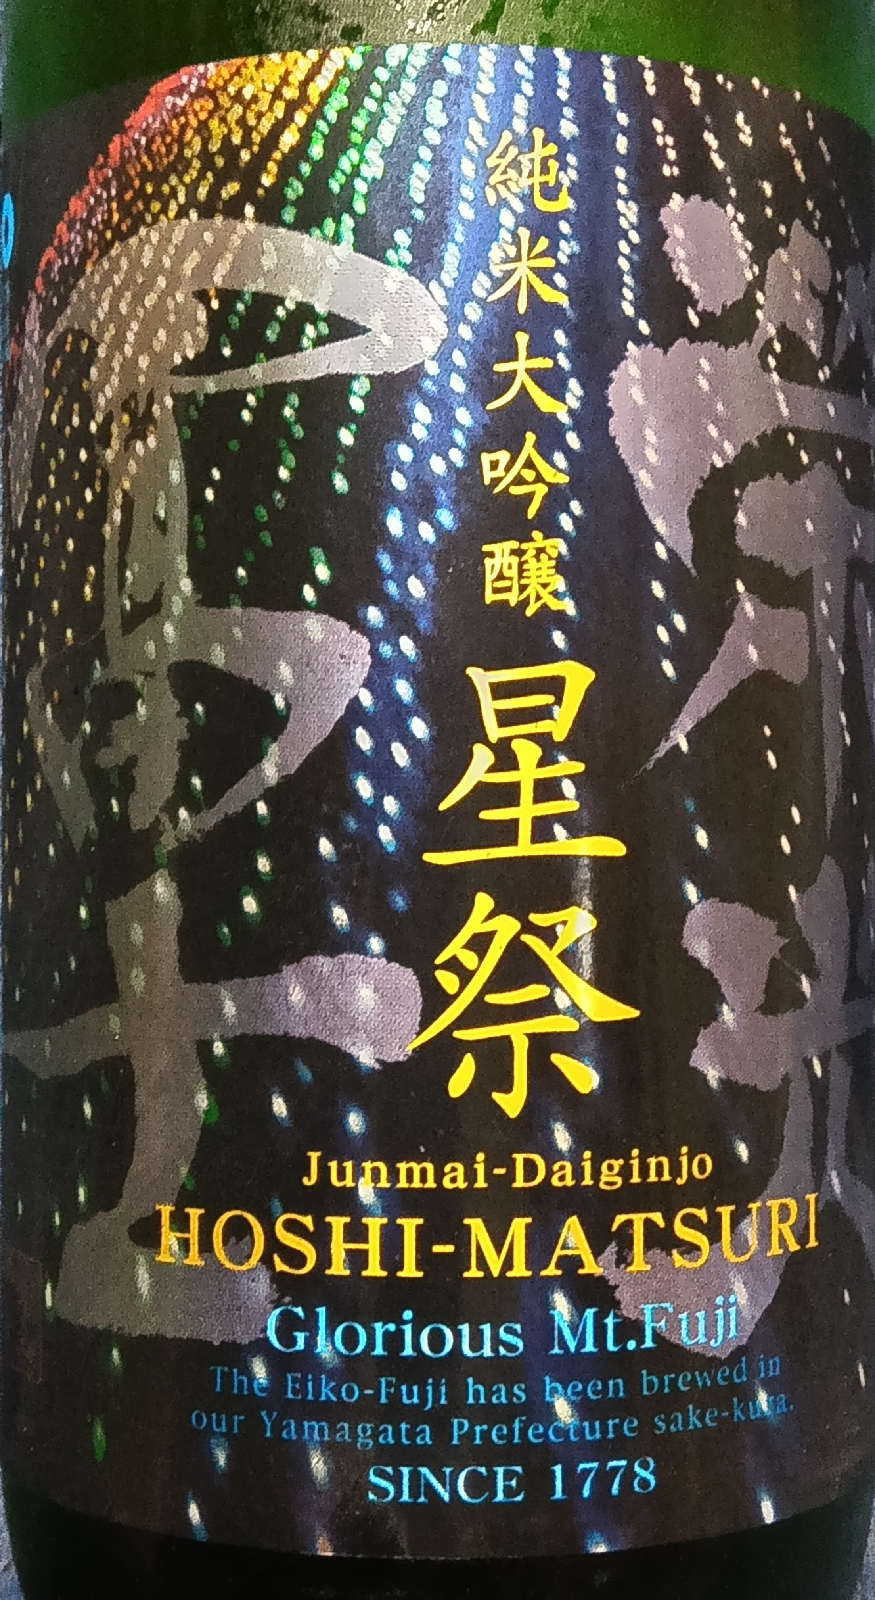 純米大吟醸
星祭
Junmai-Daiginjo
HOSHI-MATSURI
Glorious Mt.Fuji
The Eiko-Fuji has been brewed in
our Yamagata Prefecture sake-kura.
SINCE 1778